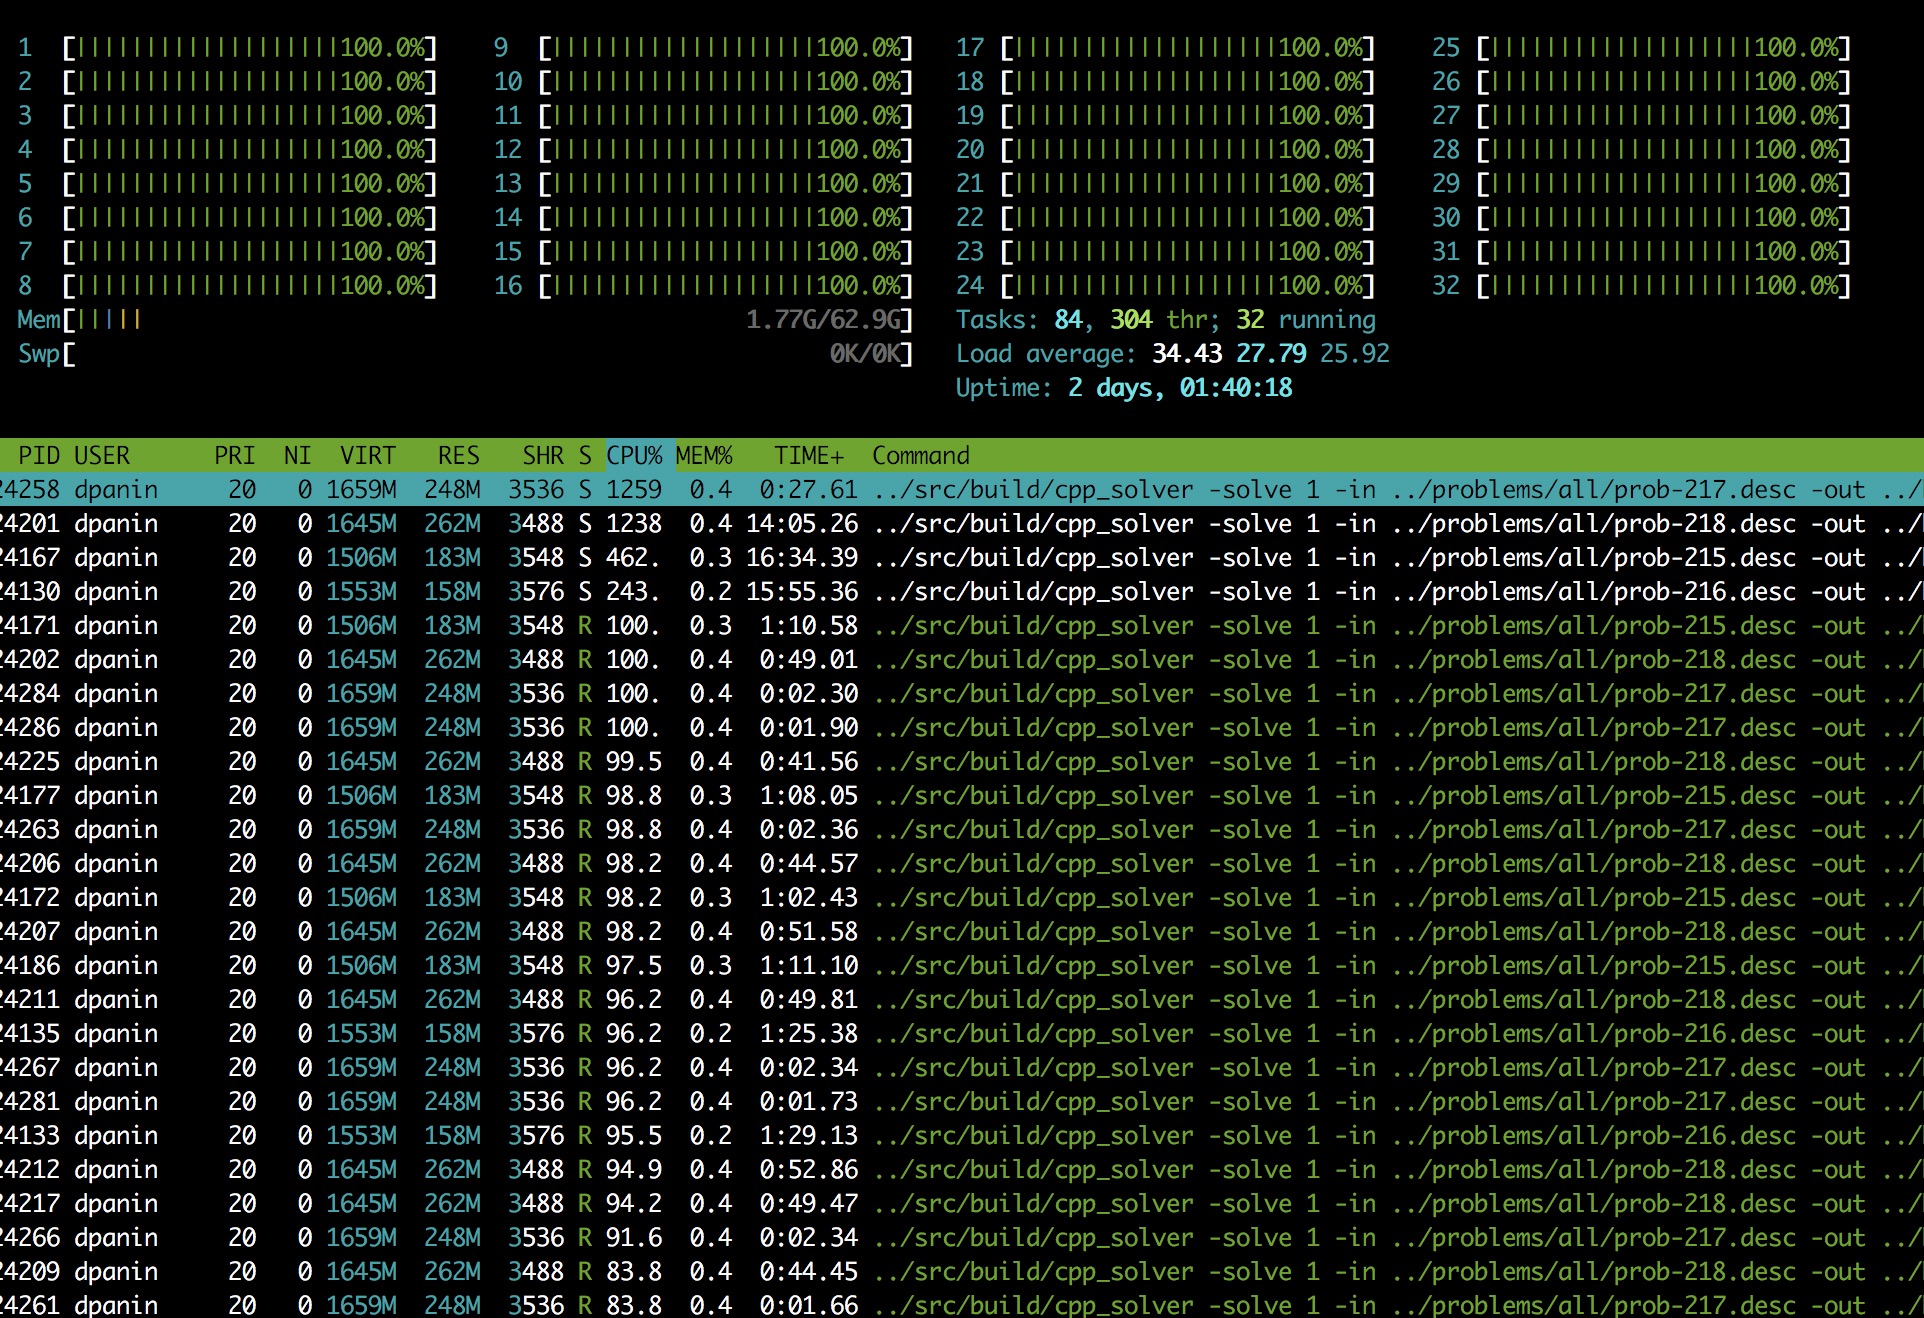 1 [||||||||||||||||||100.0%] 9 [||||||||||||||||||100.0%] 17 [||||||||||||||||||100.0%] 25 [||||||||||||||||||100.0%]
2 [||||||||||||||||||100.0%] 10 [||||||||||||||||||100.0%] 18 [||||||||||||||||||100.0%] 26 [||||||||||||||||||100.0%]
3 [||||||||||||||||||100.0%] 11 [||||||||||||||||||100.0%] 19 [||||||||||||||||||100.0%] 27 [||||||||||||||||||100.0%]
4 [||||||||||||||||||100.0%] 12 [||||||||||||||||||100.0%] 20 [||||||||||||||||||100.0%] 28 [||||||||||||||||||100.0%]
5 [||||||||||||||||||100.0%] 13 [||||||||||||||||||100.0%] 21 [||||||||||||||||||100.0%] 29 [||||||||||||||||||100.0%]
6 [||||||||||||||||||100.0%] 14 [||||||||||||||||||100.0%] 22 [||||||||||||||||||100.0%] 30 [||||||||||||||||||100.0%]
7 [||||||||||||||||||100.0%] 15 [||||||||||||||||||100.0%] 23 [||||||||||||||||||100.0%] 31 [||||||||||||||||||100.0%]
8 [||||||||||||||||||100.0%] 16 [||||||||||||||||||100.0%] 24 [||||||||||||||||||100.0%] 32 [||||||||||||||||||100.0%]
Mem[||||| 1.77G/62.9G] Tasks: 84, 304 thr; 32 running
Swp[ 0K/0K] Load average: 34.43 27.79 25.92
Uptime: 2 days, 01:40:18
PID USER PRI NI VIRT RES SHR S CPU% MEM% TIME+ Command
24258 dpanin 20 0 1659M 248M 3536 S 1259 0.4 0:27.61 ../src/build/cpp_solver -solve 1 -in ../problems/all/prob-217.desc -out ../
24201 dpanin 20 0 1645M 262M 3488 S 1238 0.4 14:05.26 ../src/build/cpp_solver -solve 1 -in ../problems/all/prob-218.desc -out ../
24167 dpanin 20 0 1506M 183M 3548 S 462. 0.3 16:34.39 ../src/build/cpp_solver -solve 1 -in ../problems/all/prob-215.desc -out ../
24130 dpanin 20 0 1553M 158M 3576 S 243. 0.2 15:55.36 ../src/build/cpp_solver -solve 1 -in ../problems/all/prob-216.desc -out ../
24171 dpanin 20 0 1506M 183M 3548 R 100. 0.3 1:10.58 ../src/build/cpp_solver -solve 1 -in ../problems/all/prob-215.desc -out ../
24202 dpanin 20 0 1645M 262M 3488 R 100. 0.4 0:49.01 ../src/build/cpp_solver -solve 1 -in ../problems/all/prob-218.desc -out ../
24284 dpanin 20 0 1659M 248M 3536 R 100. 0.4 0:02.30 ../src/build/cpp_solver -solve 1 -in ../problems/all/prob-217.desc -out ../
24286 dpanin 20 0 1659M 248M 3536 R 100. 0.4 0:01.90 ../src/build/cpp_solver -solve 1 -in ../problems/all/prob-217.desc -out ../
24225 dpanin 20 0 1645M 262M 3488 R 99.5 0.4 0:41.56 ../src/build/cpp_solver -solve 1 -in ../problems/all/prob-218.desc -out ../
24177 dpanin 20 0 1506M 183M 3548 R 98.8 0.3 1:08.05 ../src/build/cpp_solver -solve 1 -in ../problems/all/prob-215.desc -out ../
24263 dpanin 20 0 1659M 248M 3536 R 98.8 0.4 0:02.36 ../src/build/cpp_solver -solve 1 -in ../problems/all/prob-217.desc -out ../
24206 dpanin 20 0 1645M 262M 3488 R 98.2 0.4 0:44.57 ../src/build/cpp_solver -solve 1 -in ../problems/all/prob-218.desc -out ../
24172 dpanin 20 0 1506M 183M 3548 R 98.2 0.3 1:02.43 ../src/build/cpp_solver -solve 1 -in ../problems/all/prob-215.desc -out ../
24207 dpanin 20 0 1645M 262M 3488 R 98.2 0.4 0:51.58 ../src/build/cpp_solver -solve 1 -in ../problems/all/prob-218.desc -out ../
24186 dpanin 20 0 1506M 183M 3548 R 97.5 0.3 1:11.10 ../src/build/cpp_solver -solve 1 -in ../problems/all/prob-215.desc -out ../
24211 dpanin 20 0 1645M 262M 3488 R 96.2 0.4 0:49.81 ../src/build/cpp_solver -solve 1 -in ../problems/all/prob-218.desc -out ../
24135 dpanin 20 0 1553M 158M 3576 R 96.2 0.2 1:25.38 ../src/build/cpp_solver -solve 1 -in ../problems/all/prob-216.desc -out ../
24267 dpanin 20 0 1659M 248M 3536 R 96.2 0.4 0:02.34 ../src/build/cpp_solver -solve 1 -in ../problems/all/prob-217.desc -out ../
24281 dpanin 20 0 1659M 248M 3536 R 96.2 0.4 0:01.73 ../src/build/cpp_solver -solve 1 -in ../problems/all/prob-217.desc -out ../
24133 dpanin 20 0 1553M 158M 3576 R 95.5 0.2 1:29.13 ../src/build/cpp_solver -solve 1 -in ../problems/all/prob-216.desc -out ../
24212 dpanin 20 0 1645M 262M 3488 R 94.9 0.4 0:52.86 ../src/build/cpp_solver -solve 1 -in ../problems/all/prob-218.desc -out ../
24217 dpanin 20 0 1645M 262M 3488 R 94.2 0.4 0:49.47 ../src/build/cpp_solver -solve 1 -in ../problems/all/prob-218.desc -out ../
24266 dpanin 20 0 1659M 248M 3536 R 91.6 0.4 0:02.34 ../src/build/cpp_solver -solve 1 -in ../problems/all/prob-217.desc -out ../
24209 dpanin 20 0 1645M 262M 3488 R 83.8 0.4 0:44.45 ../src/build/cpp_solver -solve 1 -in ../problems/all/prob-218.desc -out ../
24261 dpanin 20 0 1659M 248M 3536 R 83.8 0.4 0:01.66 ../src/build/cpp_solver -solve 1 -in ../problems/all/prob-217.desc -out ../